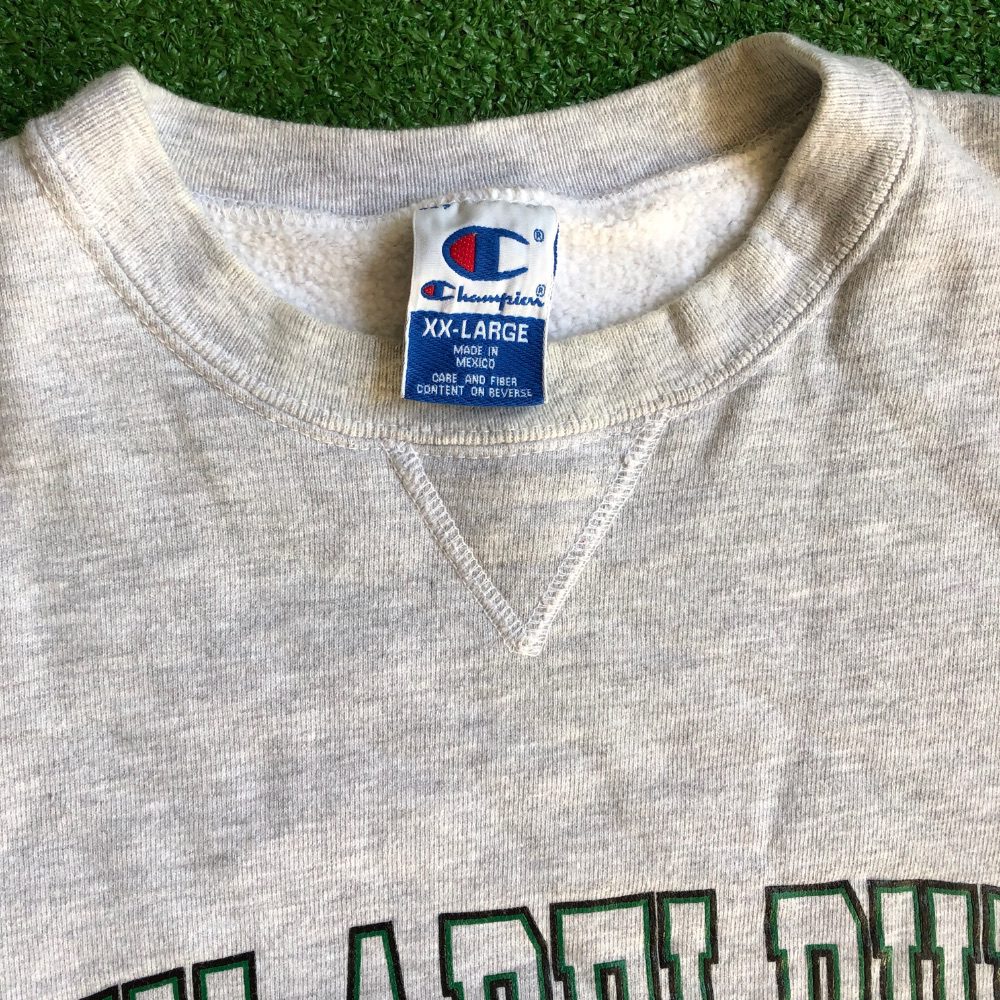 Champion
XX-LARGE
MADE IN
MEXICO
CARE AND FIBER
CONTENT ON REVERSE